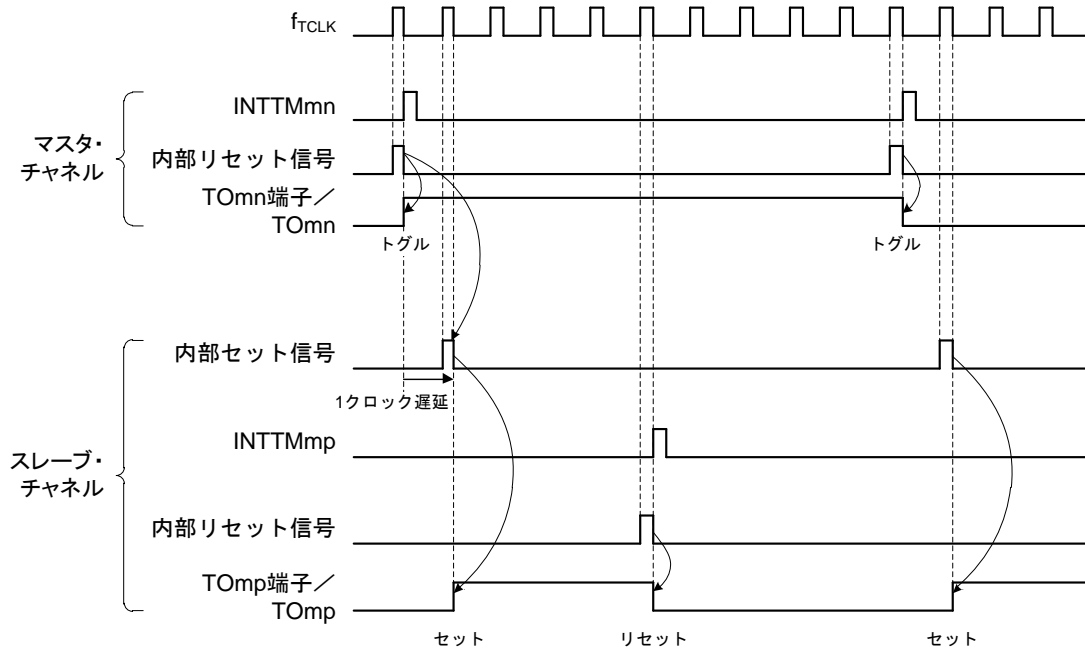 fTCLK
マスタ・
チャネル
INTTMmn
内部リセット信号
TOmn端子／
TOmn
トグル
トグル
スレーブ・
チャネル
内部セット信号
1クロック遅延
INTTMmp
内部リセット信号
TOmp端子／
TOmp
セット
リセット
セット